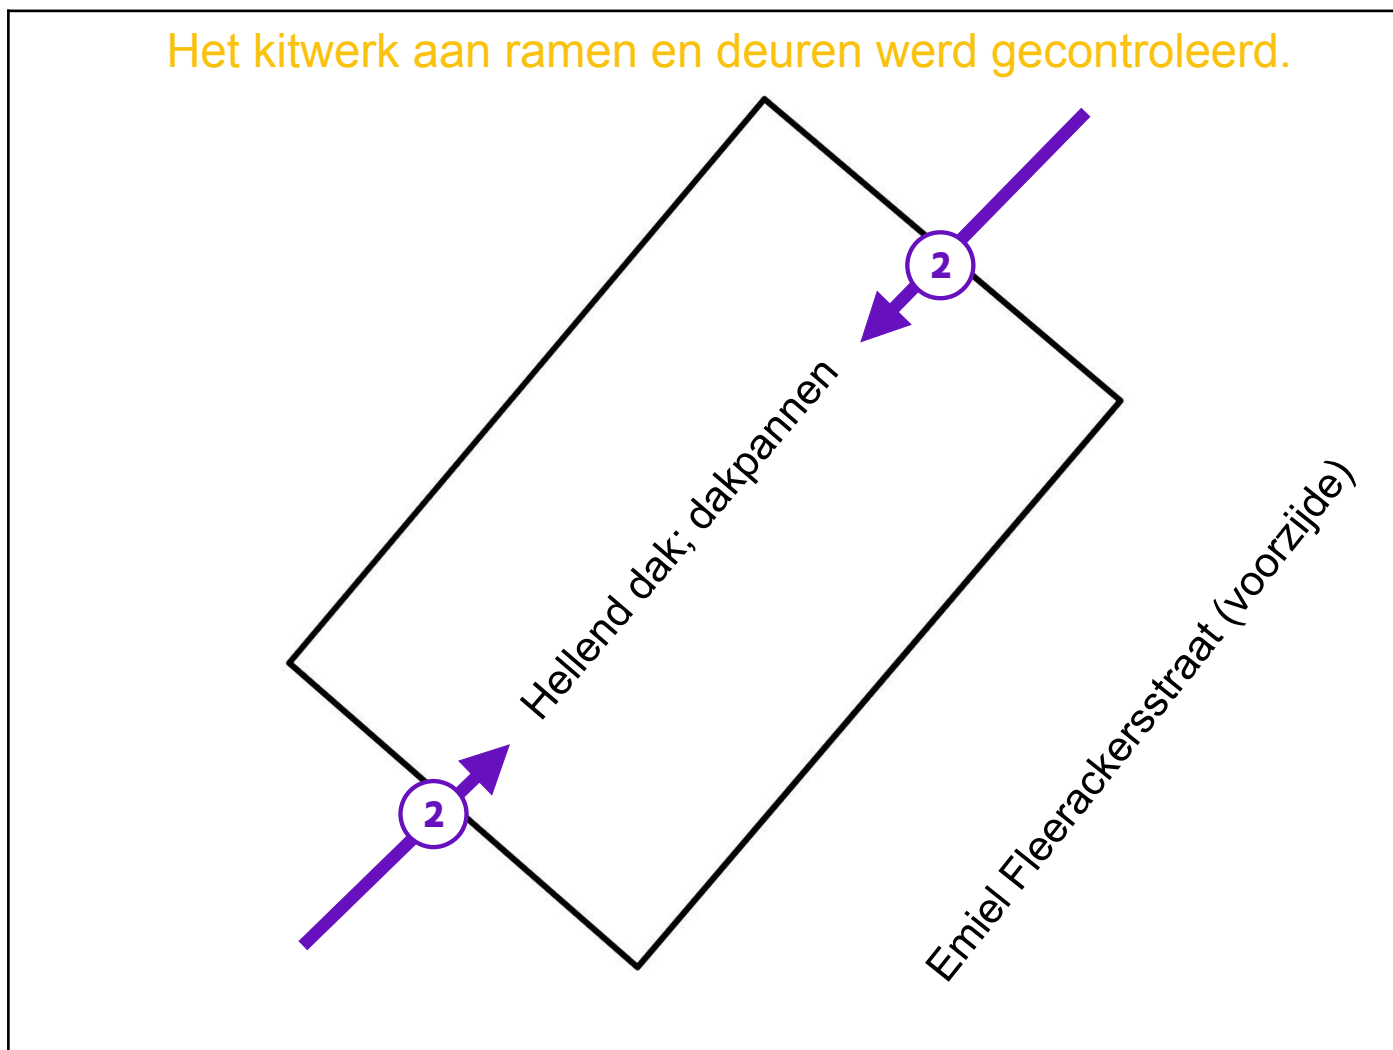 Het kitwerk aan ramen en deuren werd gecontroleerd.
2
Hellend dak; dakpannen
2
Emiel Fleerackersstraat (voorzijde)